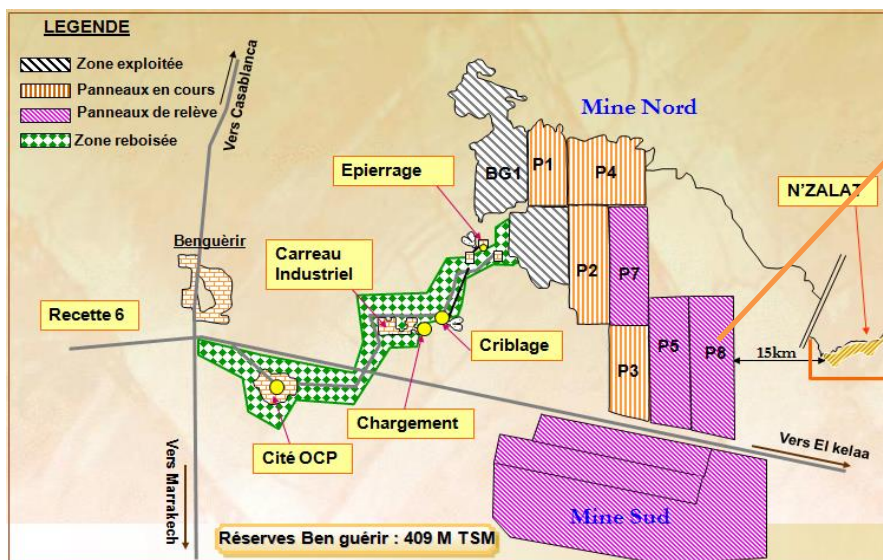 LEGENDE
Zone exploitée
Panneaux en cours
Panneaux de relève
Zone reboisée
Vers Casablanca
Mine Nord
Epierrage
BG1
P1
P4
N'ZALAT
Benguèrir
Carreau
Industriel
P2
P7
Recette 6
Criblage
P5
P8
15km
P3
Chargement
Cité OCP
Vers El kelaa
Vers Marrakech
Mine Sud
Réserves Ben guérir : 409 M TSM